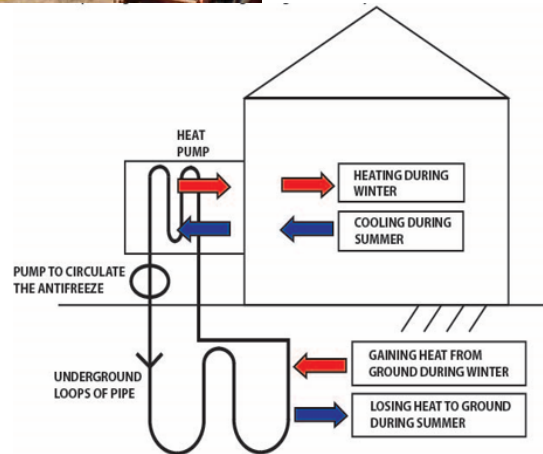 HEAT
PUMP
HEATING DURING
WINTER
COOLING DURING
SUMMER
PUMP TO CIRCULATE
THE ANTIFREEZE
UNDERGROUND
LOOPS OF PIPE
GAINING HEAT FROM
GROUND DURING WINTER
LOSING HEAT TO GROUND
DURING SUMMER